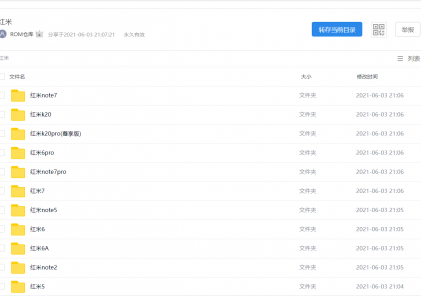 红米
ROM仓库 分享于2021-06-03 21:07:21 永久有效
转存当前目录
举报
红米
列表
文件名 大小 修改时间
红米note7 文件夹 2021-06-03 21:06
红米k20 文件夹 2021-06-03 21:06
红米k20pro(尊享版) 文件夹 2021-06-03 21:06
红米6pro 文件夹 2021-06-03 21:06
红米note7pro 文件夹 2021-06-03 21:06
红米7 文件夹 2021-06-03 21:06
红米note5 文件夹 2021-06-03 21:05
红米6 文件夹 2021-06-03 21:05
红米6A 文件夹 2021-06-03 21:05
红米note2 文件夹 2021-06-03 21:05
红米5 文件夹 2021-06-03 21:04